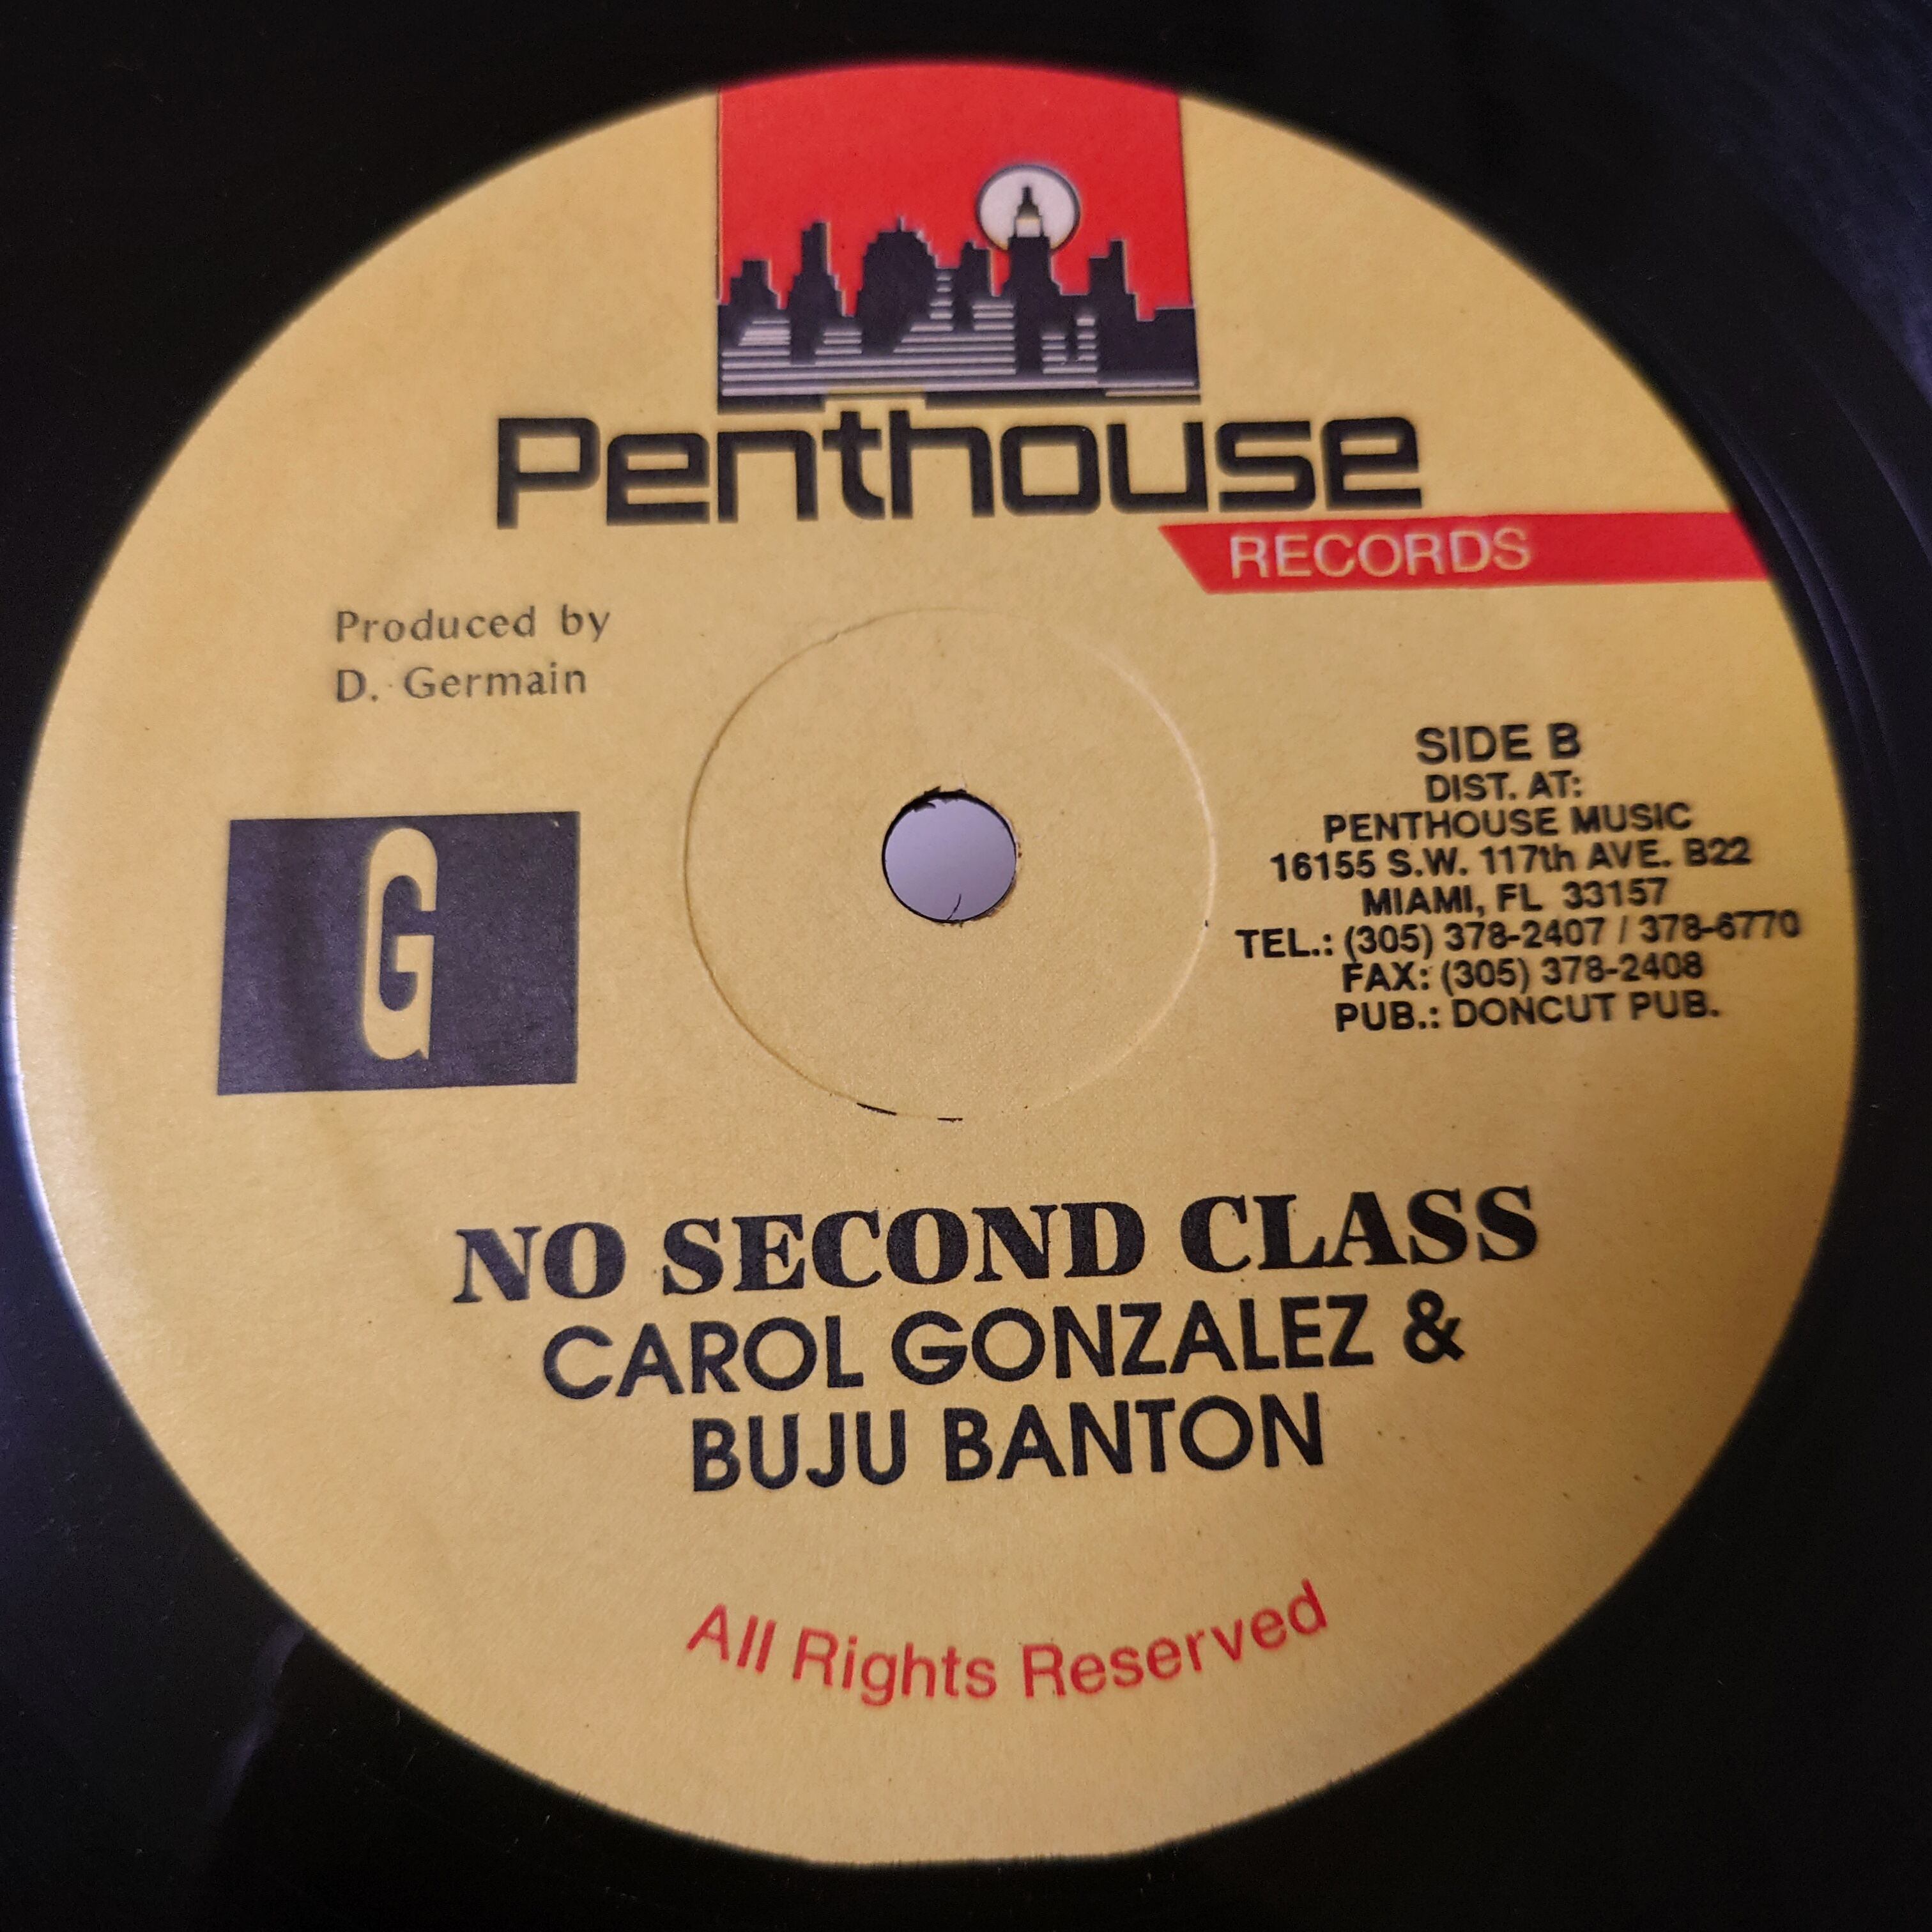 Penthouse
RECORDS
Produced by
D. Germain
SIDE B
DIST. AT:
PENTHOUSE MUSIC
16155 S.W. 117th AVE. B22
MIAMI, FL 33157
TEL.: (305) 378-2407 / 378-6770
FAX: (305) 378-2408
PUB.: DONCUT PUB.
G
NO SECOND CLASS
CAROL GONZALEZ &
BUJU BANTON
All Rights Reserved